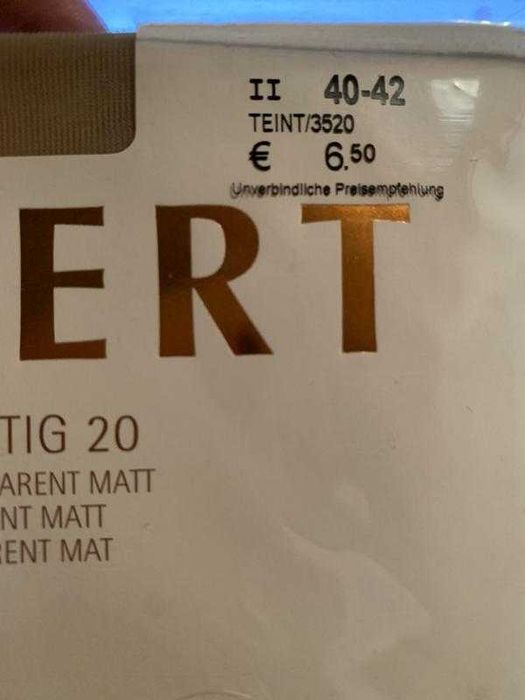 II 40-42
TEINT/3520
€ 6.50
Unverbindliche Preisempfehlung
ERT
TIG 20
ARENT MATT
NT MATT
RENT MAT